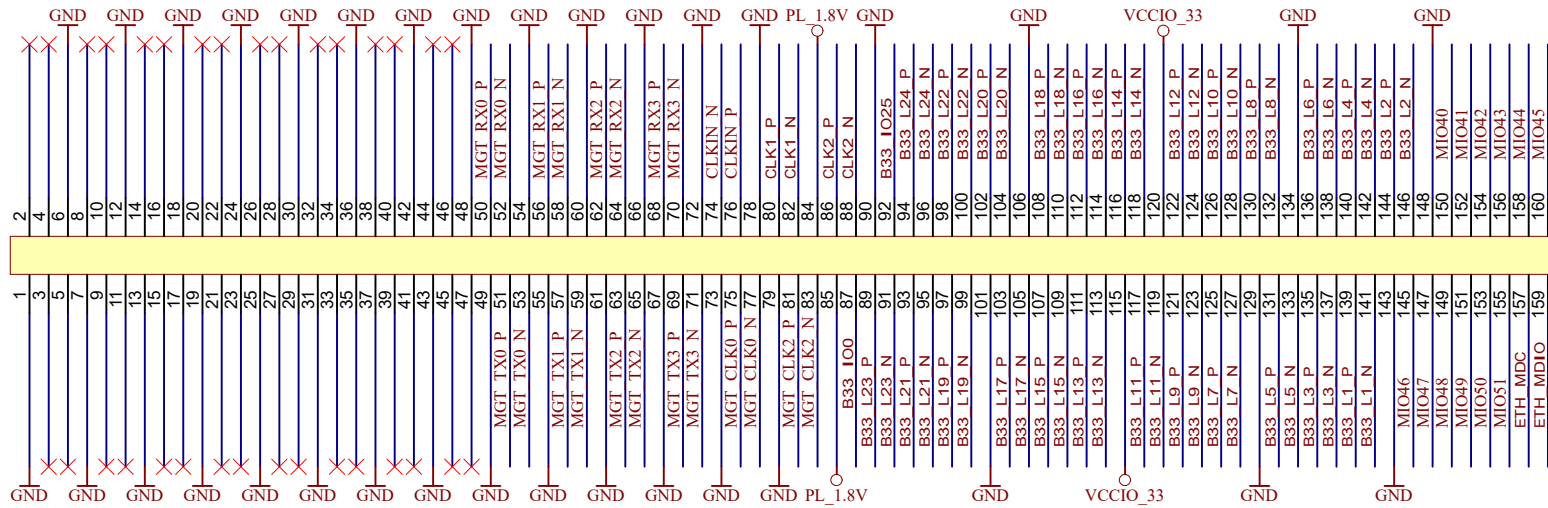 GND GND GND GND GND GND GND GND GND GND GND GND GND GND PL_1.8V GND GND VCCIO_33 GND GND
MGT_RX0_P
MGT_RX0_N
MGT_RX1_P
MGT_RX1_N
MGT_RX2_P
MGT_RX2_N
MGT_RX3_P
MGT_RX3_N
CLKIN_N
CLKIN_P
CLK1_P
CLK1_N
CLK2_P
CLK2_N
B33_IO25
B33_L24_P
B33_L24_N
B33_L22_P
B33_L22_N
B33_L20_P
B33_L20_N
B33_L18_P
B33_L18_N
B33_L16_P
B33_L16_N
B33_L14_P
B33_L14_N
B33_L12_P
B33_L12_N
B33_L10_P
B33_L10_N
B33_L8_P
B33_L8_N
B33_L6_P
B33_L6_N
B33_L4_P
B33_L4_N
B33_L2_P
B33_L2_N
MIO40
MIO41
MIO42
MIO43
MIO44
MIO45
2 4 6 8 10 12 14 16 18 20 22 24 26 28 30 32 34 36 38 40 42 44 46 48 50 52 54 56 58 60 62 64 66 68 70 72 74 76 78 80 82 84 86 88 90 92 94 96 98 100 102 104 106 108 110 112 114 116 118 120 122 124 126 128 130 132 134 136 138 140 142 144 146 148 150 152 154 156 158 160
1 3 5 7 9 11 13 15 17 19 21 23 25 27 29 31 33 35 37 39 41 43 45 47 49 51 53 55 57 59 61 63 65 67 69 71 73 75 77 79 81 83 85 87 89 91 93 95 97 99 101 103 105 107 109 111 113 115 117 119 121 123 125 127 129 131 133 135 137 139 141 143 145 147 149 151 153 155 157 159
MGT_TX0_P
MGT_TX0_N
MGT_TX1_P
MGT_TX1_N
MGT_TX2_P
MGT_TX2_N
MGT_TX3_P
MGT_TX3_N
MGT_CLK0_P
MGT_CLK0_N
MGT_CLK2_P
MGT_CLK2_N
B33_IO0
B33_L23_P
B33_L23_N
B33_L21_P
B33_L21_N
B33_L19_P
B33_L19_N
B33_L17_P
B33_L17_N
B33_L15_P
B33_L15_N
B33_L13_P
B33_L13_N
B33_L11_P
B33_L11_N
B33_L9_P
B33_L9_N
B33_L7_P
B33_L7_N
B33_L5_P
B33_L5_N
B33_L3_P
B33_L3_N
B33_L1_P
B33_L1_N
MIO46
MIO47
MIO48
MIO49
MIO50
MIO51
ETH_MDC
ETH_MDIO
GND GND GND GND GND GND GND GND GND GND GND GND GND GND PL_1.8V GND VCCIO_33 GND GND